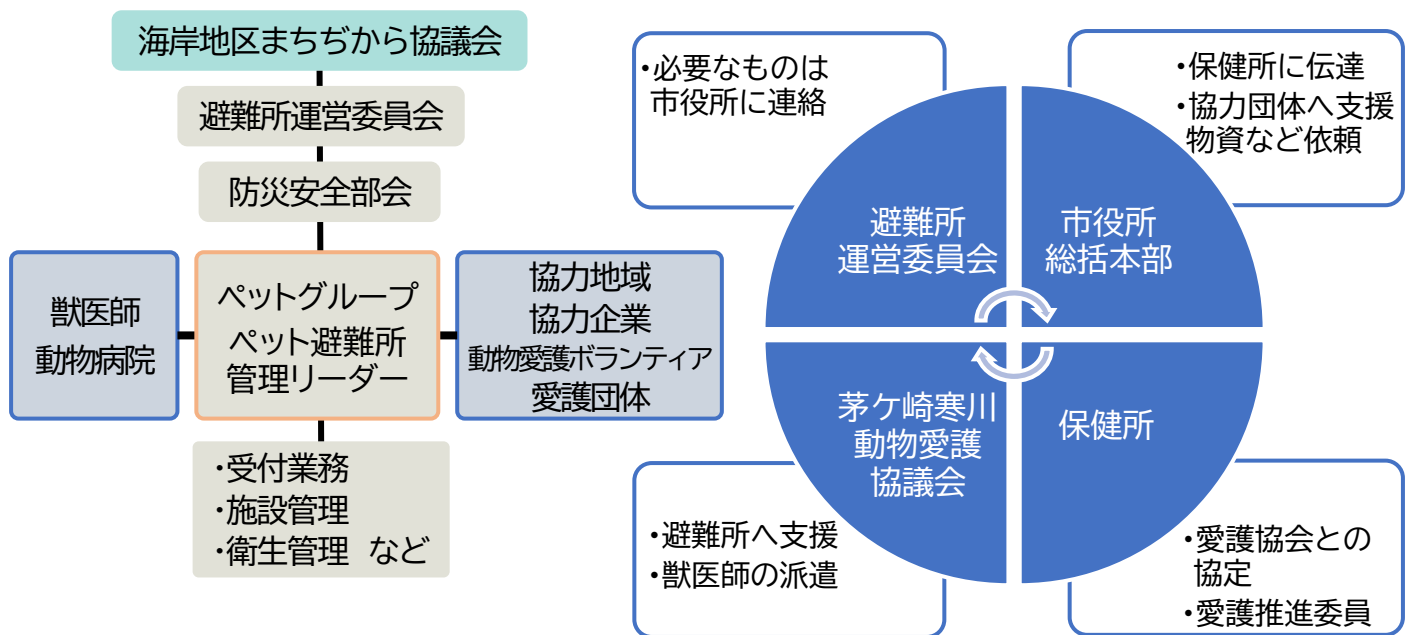 海岸地区まちぢから協議会
避難所運営委員会
防災安全部会
獣医師
動物病院
ペットグループ
ペット避難所
管理リーダー
協力地域
協力企業
動物愛護ボランティア
愛護団体
・受付業務
・施設管理
・衛生管理 など
・必要なものは
市役所に連絡
・保健所に伝達
・協力団体へ支援
物資など依頼
避難所
運営委員会
市役所
総括本部
茅ケ崎寒川
動物愛護
協議会
保健所
・避難所へ支援
・獣医師の派遣
・愛護協会との
協定
・愛護推進委員